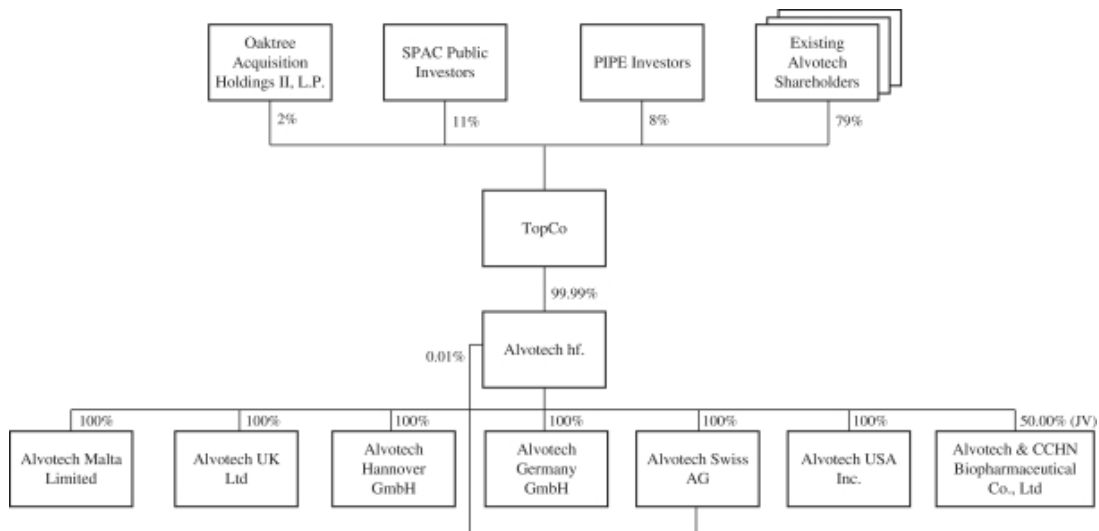 Oaktree
Acquisition
Holdings II, L.P.
SPAC Public
Investors
PIPE Investors
Existing
Alvotech
Shareholders
2%
11%
8%
79%
TopCo
99.99%
Alvotech hf.
0.01%
100%
100%
100%
100%
100%
100%
50.00% (JV)
Alvotech Malta
Limited
Alvotech UK
Ltd
Alvotech
Hannover
GmbH
Alvotech
Germany
GmbH
Alvotech Swiss
AG
Alvotech USA
Inc.
Alvotech & CCHN
Biopharmaceutical
Co., Ltd